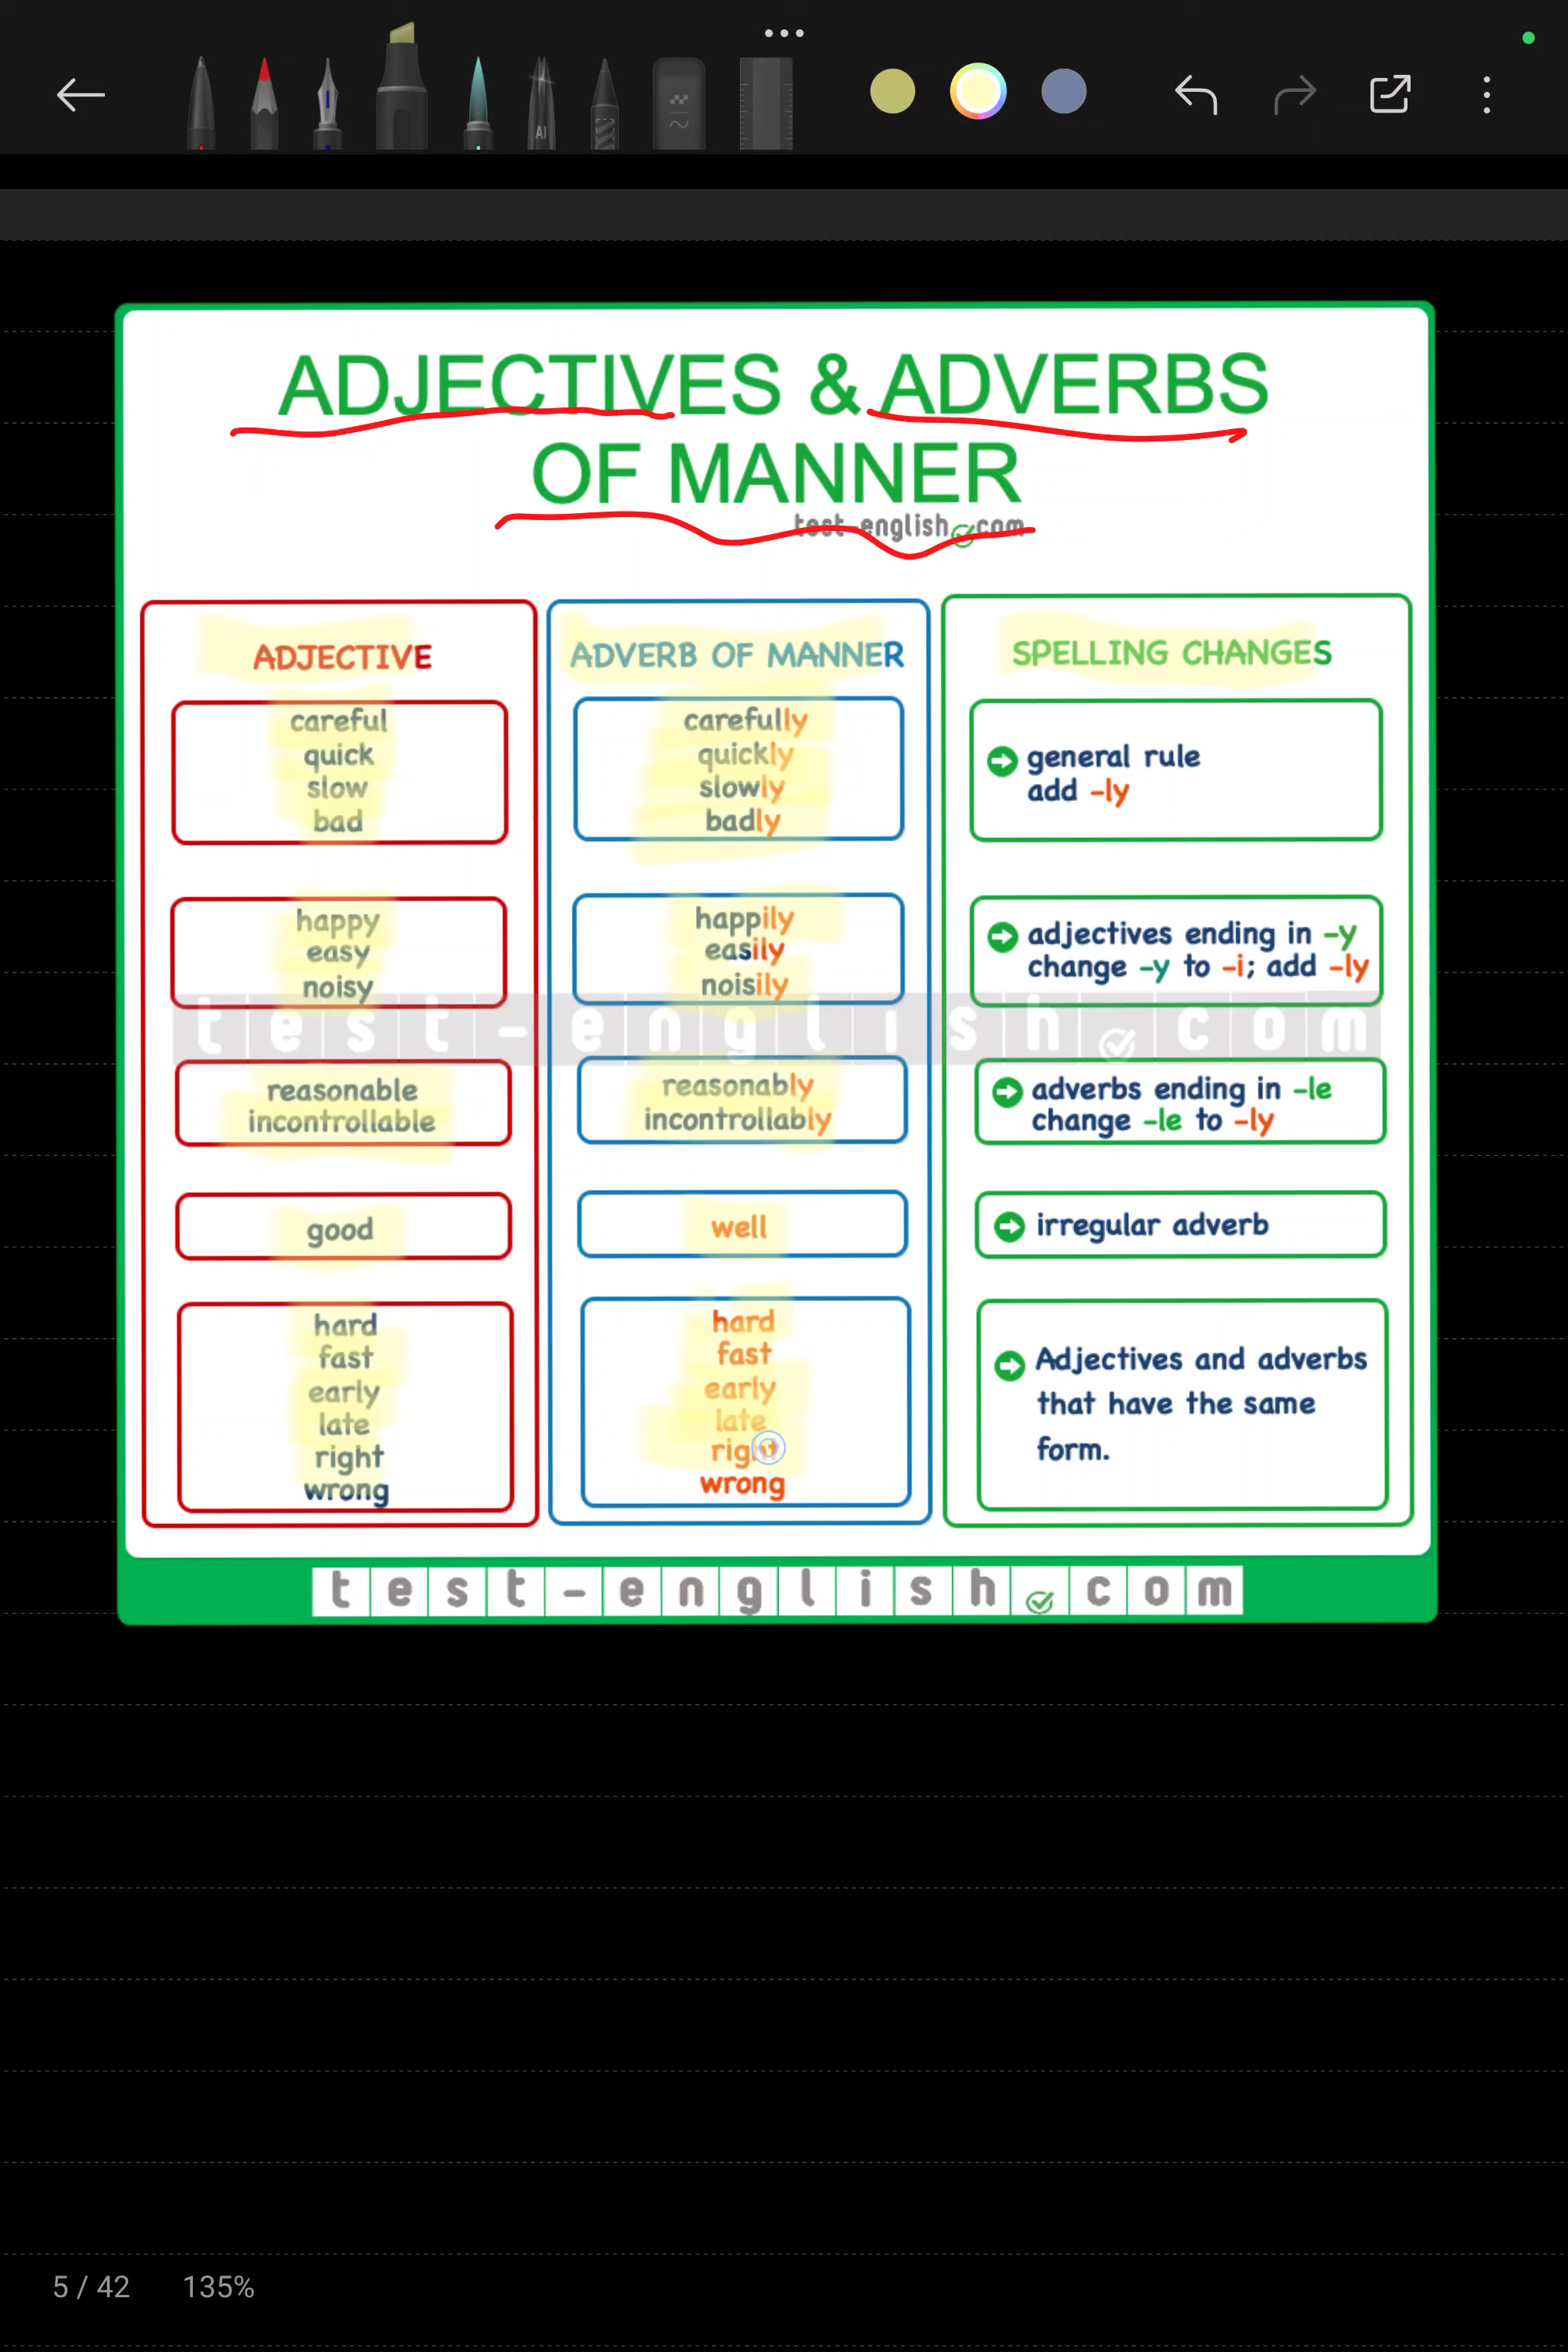 ADJECTIVES & ADVERBS
OF MANNER
test-english com
ADJECTIVE
careful
quick
slow
bad
happy
easy
noisy
reasonable
incontrollable
good
hard
fast
early
late
right
wrong
ADVERB OF MANNER
carefully
quickly
slowly
badly
happily
easily
noisily
reasonably
incontrollably
well
hard
fast
early
late
right
wrong
SPELLING CHANGES
general rule
add -ly
adjectives ending in -y
change -y to -i; add -ly
adverbs ending in -le
change -le to -ly
irregular adverb
Adjectives and adverbs
that have the same
form.
test-english com
test-english com
AI
5 / 42 135%